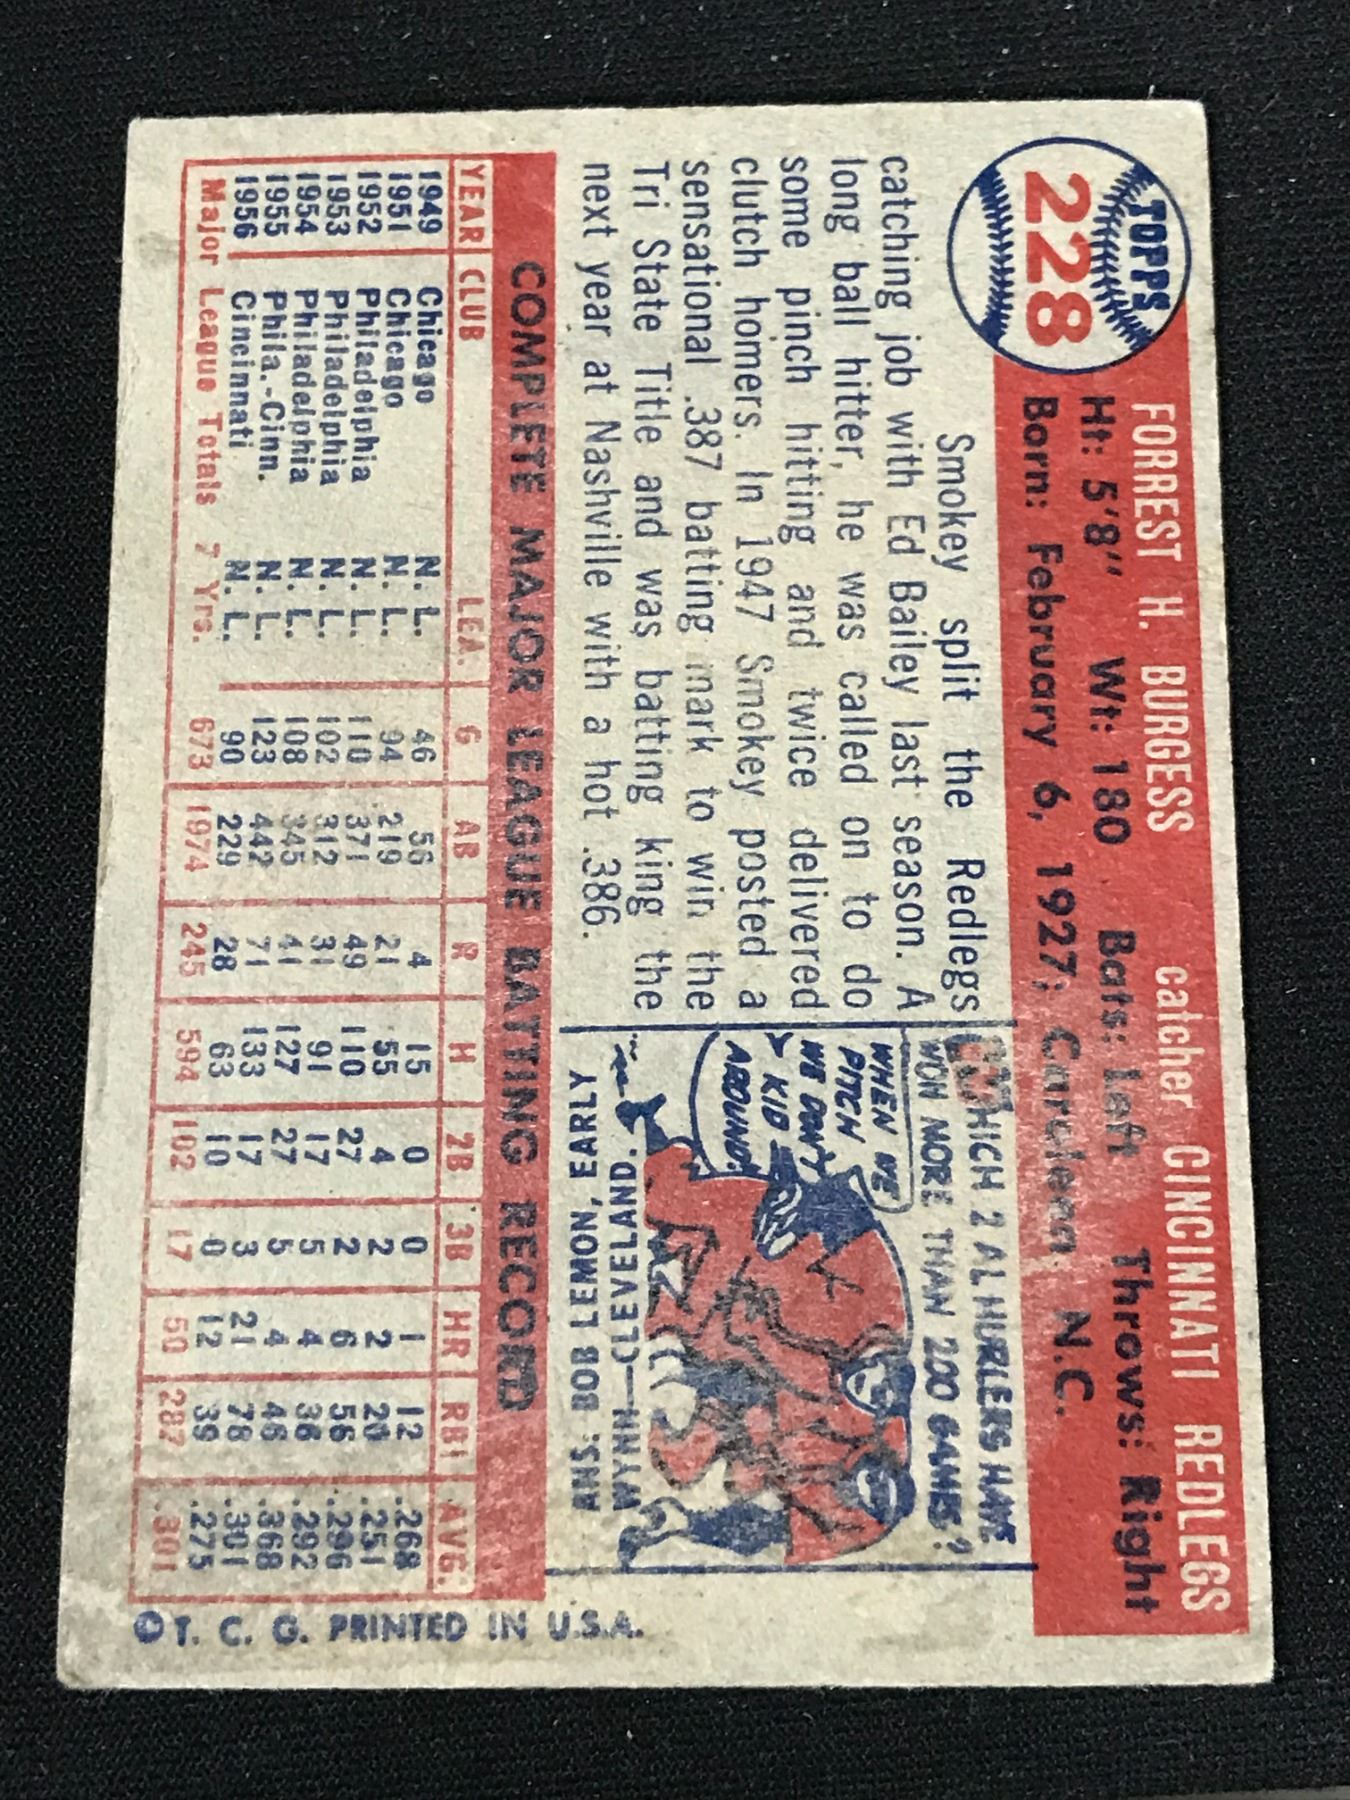 TOPPS
228
FORREST H. BURGESS catcher CINCINNATI REDLEGS
Ht: 5'8" Wt: 180 Bats: Left Throws: Right
Born: February 6, 1927; Caroleen, N.C.
Smokey split the Redlegs
catching job with Ed Bailey last season. A
long ball hitter, he was called on to do
some pinch hitting and twice delivered
clutch homers. In 1947 Smokey posted a
sensational .387 batting mark to win the
Tri State Title and was batting king the
next year at Nashville with a hot .386.
WHICH 2 AL HURLERS HAVE
WON MORE THAN 200 GAMES?
WHEN WE
PITCH
WE DON'T
KID
AROUND!
ANS: BOB LEMON, EARLY
WYNN—CLEVELAND.
COMPLETE MAJOR LEAGUE BATTING RECORD
YEAR CLUB LEA. G AB R H 2B 3B HR RBI AVG.
1949 Chicago N. L. 46 56 4 15 0 0 1 12 .268
1951 Chicago N. L. 94 219 21 55 4 2 2 20 .251
1952 Philadelphia N. L. 110 371 49 110 27 2 6 56 .296
1953 Philadelphia N. L. 102 312 31 91 17 5 4 36 .292
1954 Philadelphia N. L. 108 345 41 127 27 5 4 46 .368
1955 Phila.-Cinn. N. L. 123 442 71 133 17 3 21 78 .301
1956 Cincinnati N. L. 90 229 28 63 10 0 12 39 .275
Major League Totals 7 Yrs. 673 1974 245 594 102 17 50 287 .301
©T. C. G. PRINTED IN U.S.A.